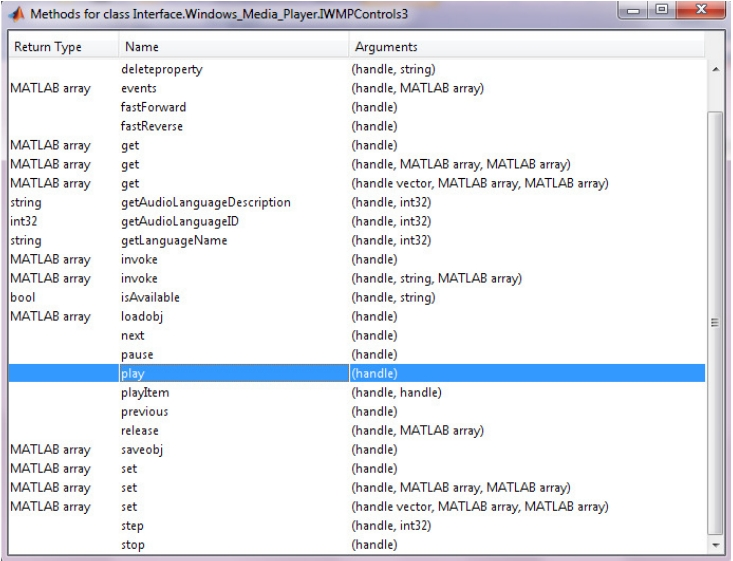 Methods for class Interface.Windows_Media_Player.IWMPControls3
Return Type Name Arguments
deleteproperty (handle, string)
MATLAB array events (handle, MATLAB array)
fastForward (handle)
fastReverse (handle)
MATLAB array get (handle)
MATLAB array get (handle, MATLAB array, MATLAB array)
MATLAB array get (handle vector, MATLAB array, MATLAB array)
string getAudioLanguageDescription (handle, int32)
int32 getAudioLanguageID (handle, int32)
string getLanguageName (handle, int32)
MATLAB array invoke (handle)
MATLAB array invoke (handle, string, MATLAB array)
bool isAvailable (handle, string)
MATLAB array loadobj (handle)
next (handle)
pause (handle)
play (handle)
playItem (handle, handle)
previous (handle)
release (handle, MATLAB array)
MATLAB array saveobj (handle)
MATLAB array set (handle)
MATLAB array set (handle, MATLAB array, MATLAB array)
MATLAB array set (handle vector, MATLAB array, MATLAB array)
step (handle, int32)
stop (handle)